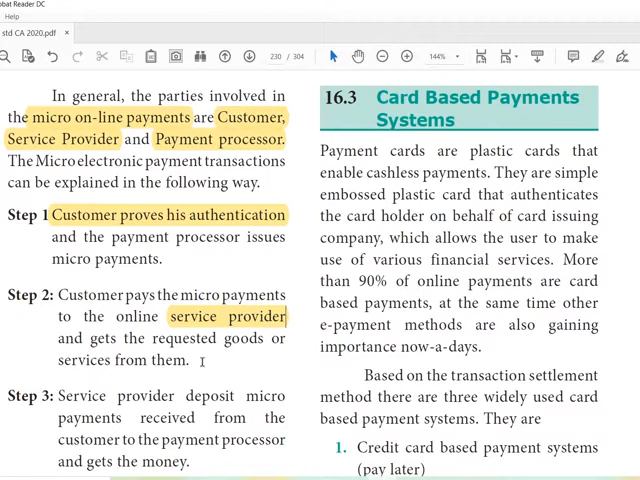 obat Reader DC
Help
std CA 2020.pdf ×
230 / 304
144%
In general, the parties involved in
the micro on-line payments are Customer,
Service Provider and Payment processor.
The Micro electronic payment transactions
can be explained in the following way.
Step 1 Customer proves his authentication
and the payment processor issues
micro payments.
Step 2: Customer pays the micro payments
to the online service provider
and gets the requested goods or
services from them.
Step 3: Service provider deposit micro
payments received from the
customer to the payment processor
and gets the money.
16.3 Card Based Payments
Systems
Payment cards are plastic cards that
enable cashless payments. They are simple
embossed plastic card that authenticates
the card holder on behalf of card issuing
company, which allows the user to make
use of various financial services. More
than 90% of online payments are card
based payments, at the same time other
e-payment methods are also gaining
importance now-a-days.
Based on the transaction settlement
method there are three widely used card
based payment systems. They are
1. Credit card based payment systems
(pay later)